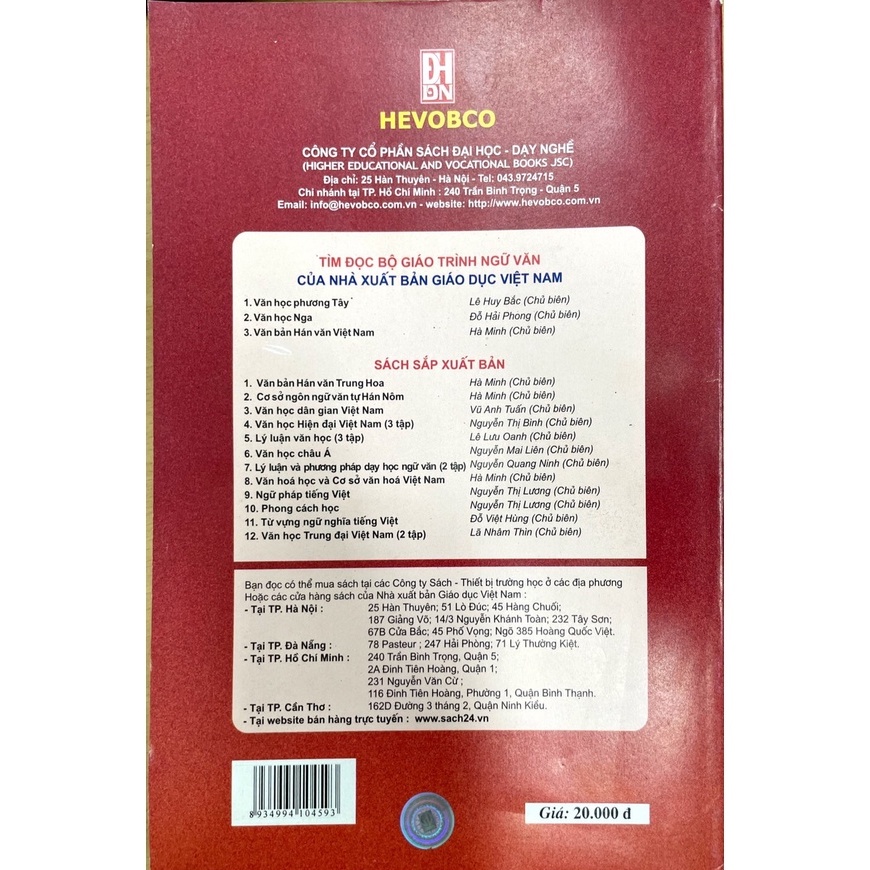 ĐH
DN
HEVOBCO
CÔNG TY CỔ PHẦN SÁCH ĐẠI HỌC - DẠY NGHỀ
(HIGHER EDUCATIONAL AND VOCATIONAL BOOKS JSC)
Địa chỉ: 25 Hàn Thuyên - Hà Nội - Tel: 043.9724715
Chi nhánh tại TP. Hồ Chí Minh : 240 Trần Bình Trọng - Quận 5
Email: info@hevobco.com.vn - website: http://www.hevobco.com.vn
TÌM ĐỌC BỘ GIÁO TRÌNH NGỮ VĂN
CỦA NHÀ XUẤT BẢN GIÁO DỤC VIỆT NAM
1. Văn học phương Tây Lê Huy Bắc (Chủ biên)
2. Văn học Nga Đỗ Hải Phong (Chủ biên)
3. Văn bản Hán văn Việt Nam Hà Minh (Chủ biên)
SÁCH SẮP XUẤT BẢN
1. Văn bản Hán văn Trung Hoa Hà Minh (Chủ biên)
2. Cơ sở ngôn ngữ văn tự Hán Nôm Hà Minh (Chủ biên)
3. Văn học dân gian Việt Nam Vũ Anh Tuấn (Chủ biên)
4. Văn học Hiện đại Việt Nam (3 tập) Nguyễn Thị Bình (Chủ biên)
5. Lý luận văn học (3 tập) Lê Lưu Oanh (Chủ biên)
6. Văn học châu Á Nguyễn Mai Liên (Chủ biên)
7. Lý luận và phương pháp dạy học ngữ văn (2 tập) Nguyễn Quang Ninh (Chủ biên)
8. Văn hoá học và Cơ sở văn hoá Việt Nam Hà Minh (Chủ biên)
9. Ngữ pháp tiếng Việt Nguyễn Thị Lương (Chủ biên)
10. Phong cách học Nguyễn Thị Lương (Chủ biên)
11. Từ vựng ngữ nghĩa tiếng Việt Đỗ Việt Hùng (Chủ biên)
12. Văn học Trung đại Việt Nam (2 tập) Lã Nhâm Thìn (Chủ biên)
Bạn đọc có thể mua sách tại các Công ty Sách - Thiết bị trường học ở các địa phương
Hoặc các cửa hàng sách của Nhà xuất bản Giáo dục Việt Nam :
- Tại TP. Hà Nội : 25 Hàn Thuyên; 51 Lò Đúc; 45 Hàng Chuối;
187 Giảng Võ; 14/3 Nguyễn Khánh Toàn; 232 Tây Sơn;
67B Cửa Bắc; 45 Phố Vọng; Ngõ 385 Hoàng Quốc Việt.
- Tại TP. Đà Nẵng : 78 Pasteur ; 247 Hải Phòng; 71 Lý Thường Kiệt.
- Tại TP. Hồ Chí Minh : 240 Trần Bình Trọng, Quận 5;
2A Đinh Tiên Hoàng, Quận 1;
231 Nguyễn Văn Cừ ;
116 Đinh Tiên Hoàng, Phường 1, Quận Bình Thạnh.
- Tại TP. Cần Thơ : 162D Đường 3 tháng 2, Quận Ninh Kiều.
- Tại website bán hàng trực tuyến : www.sach24.vn
8934994104593
Giá: 20.000 đ